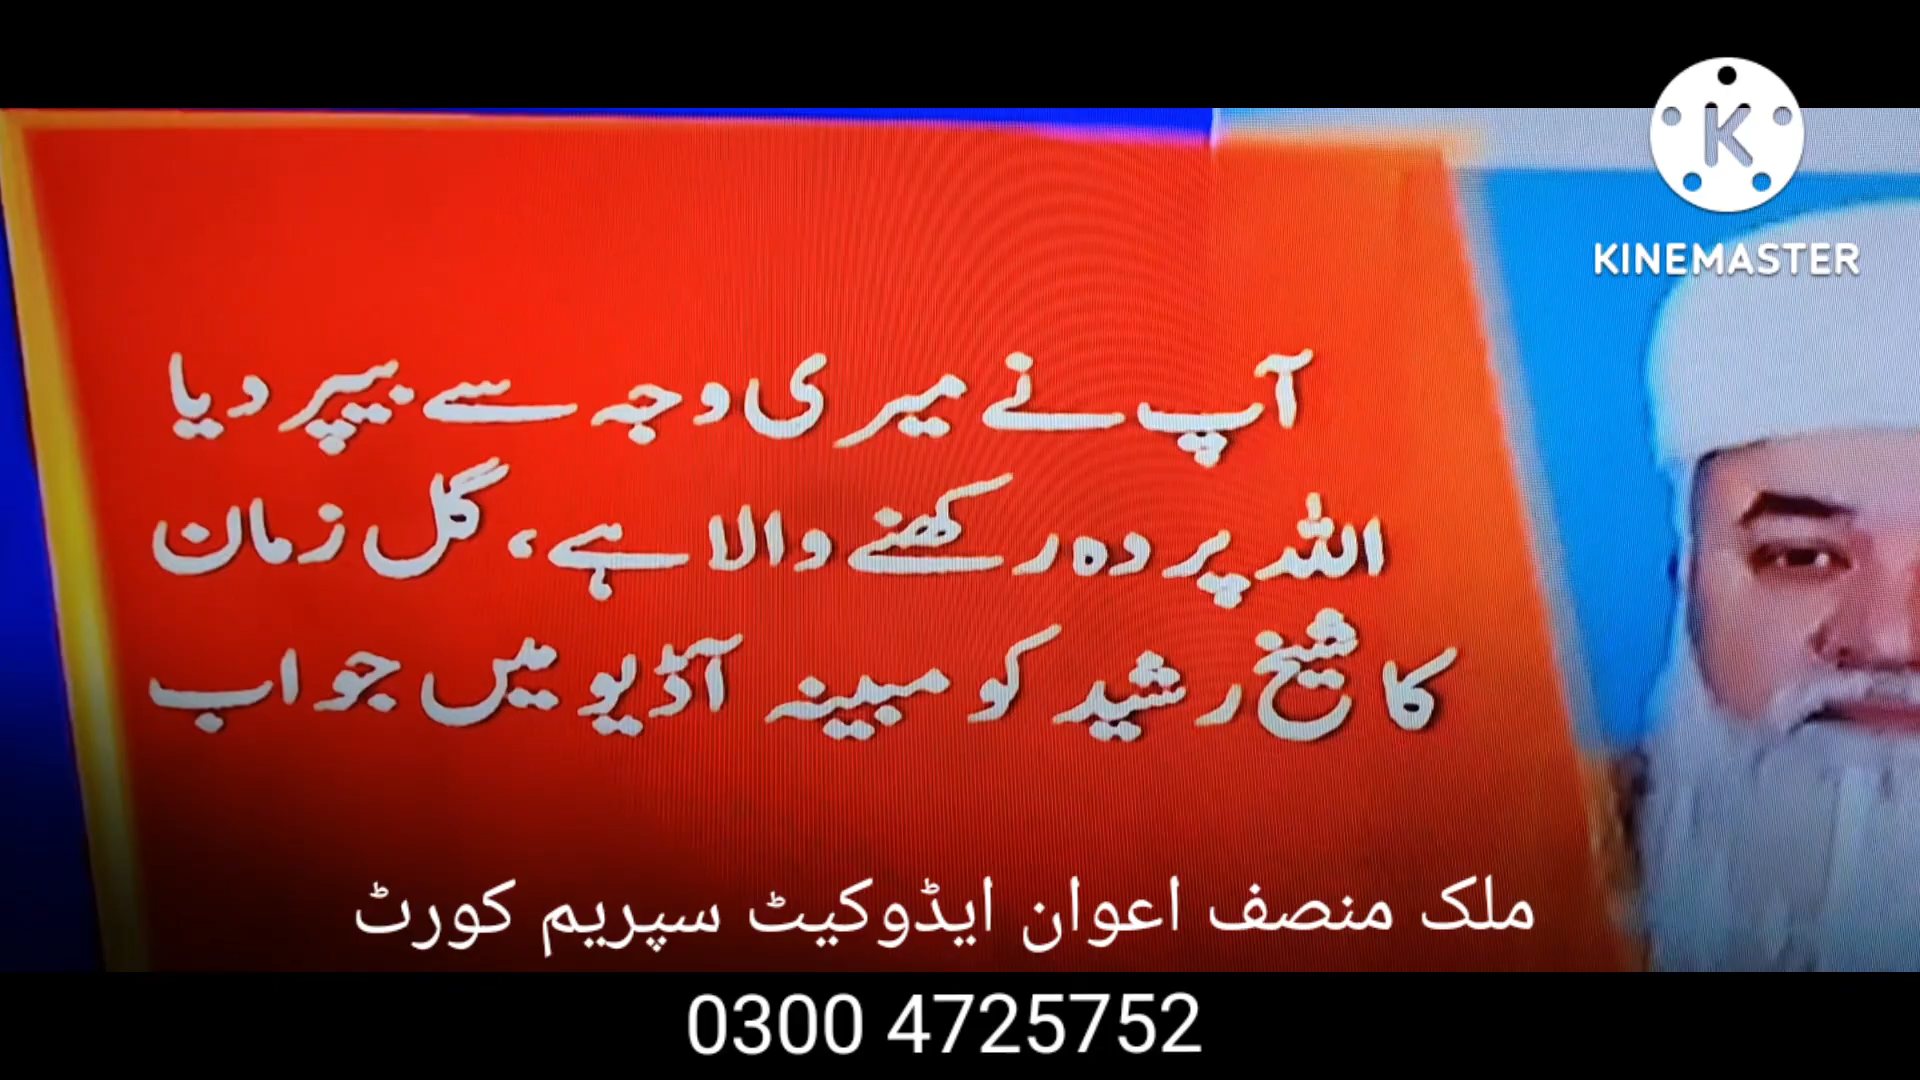 KINEMASTER
آپ نے میری وجہ سے بیپر دیا
اللہ پردہ رکھنے والا ہے، گل زمان
کا شیخ رشید کو مبینہ آڈیو میں جواب
ملک منصف اعوان ایڈوکیٹ سپریم کورٹ
0300 4725752